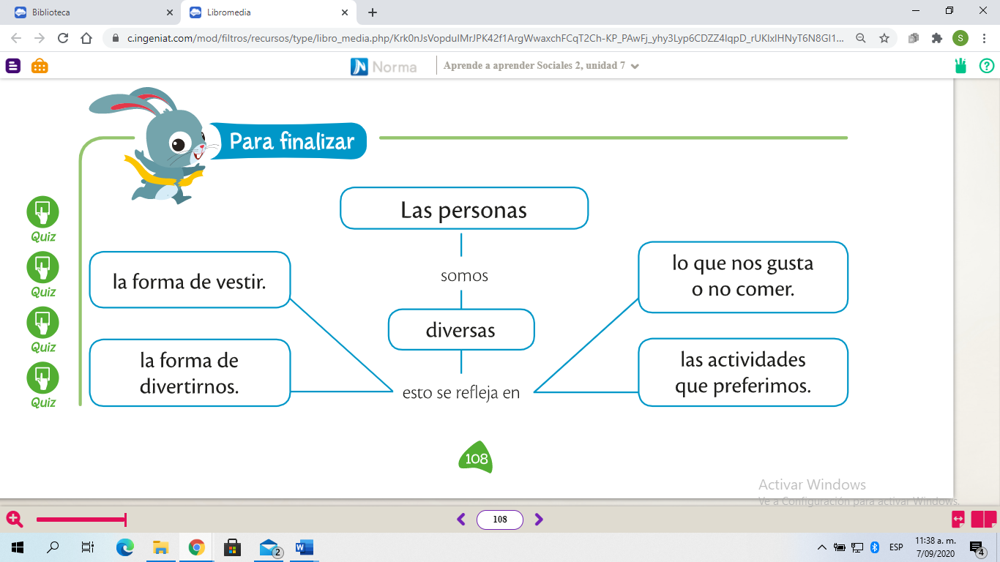 Biblioteca
Libromedia
c.ingeniat.com/mod/filtros/recursos/type/libro_media.php/Krk0nJsVopduIMrJPK42f1ArgWwaxchFCqT2Ch-KP_PAwFj_yhy3Lyp6CDZZ4IqpD_rUKlxlHNyT6N8GI1...
S
Norma
Aprende a aprender Sociales 2, unidad 7
Para finalizar
Las personas
somos
diversas
esto se refleja en
la forma de vestir.
la forma de
divertirnos.
lo que nos gusta
o no comer.
las actividades
que preferimos.
Quiz
Quiz
Quiz
Quiz
108
Activar Windows
Ve a Configuración para activar Windows.
108
2
ESP
11:38 a. m.
7/09/2020
4